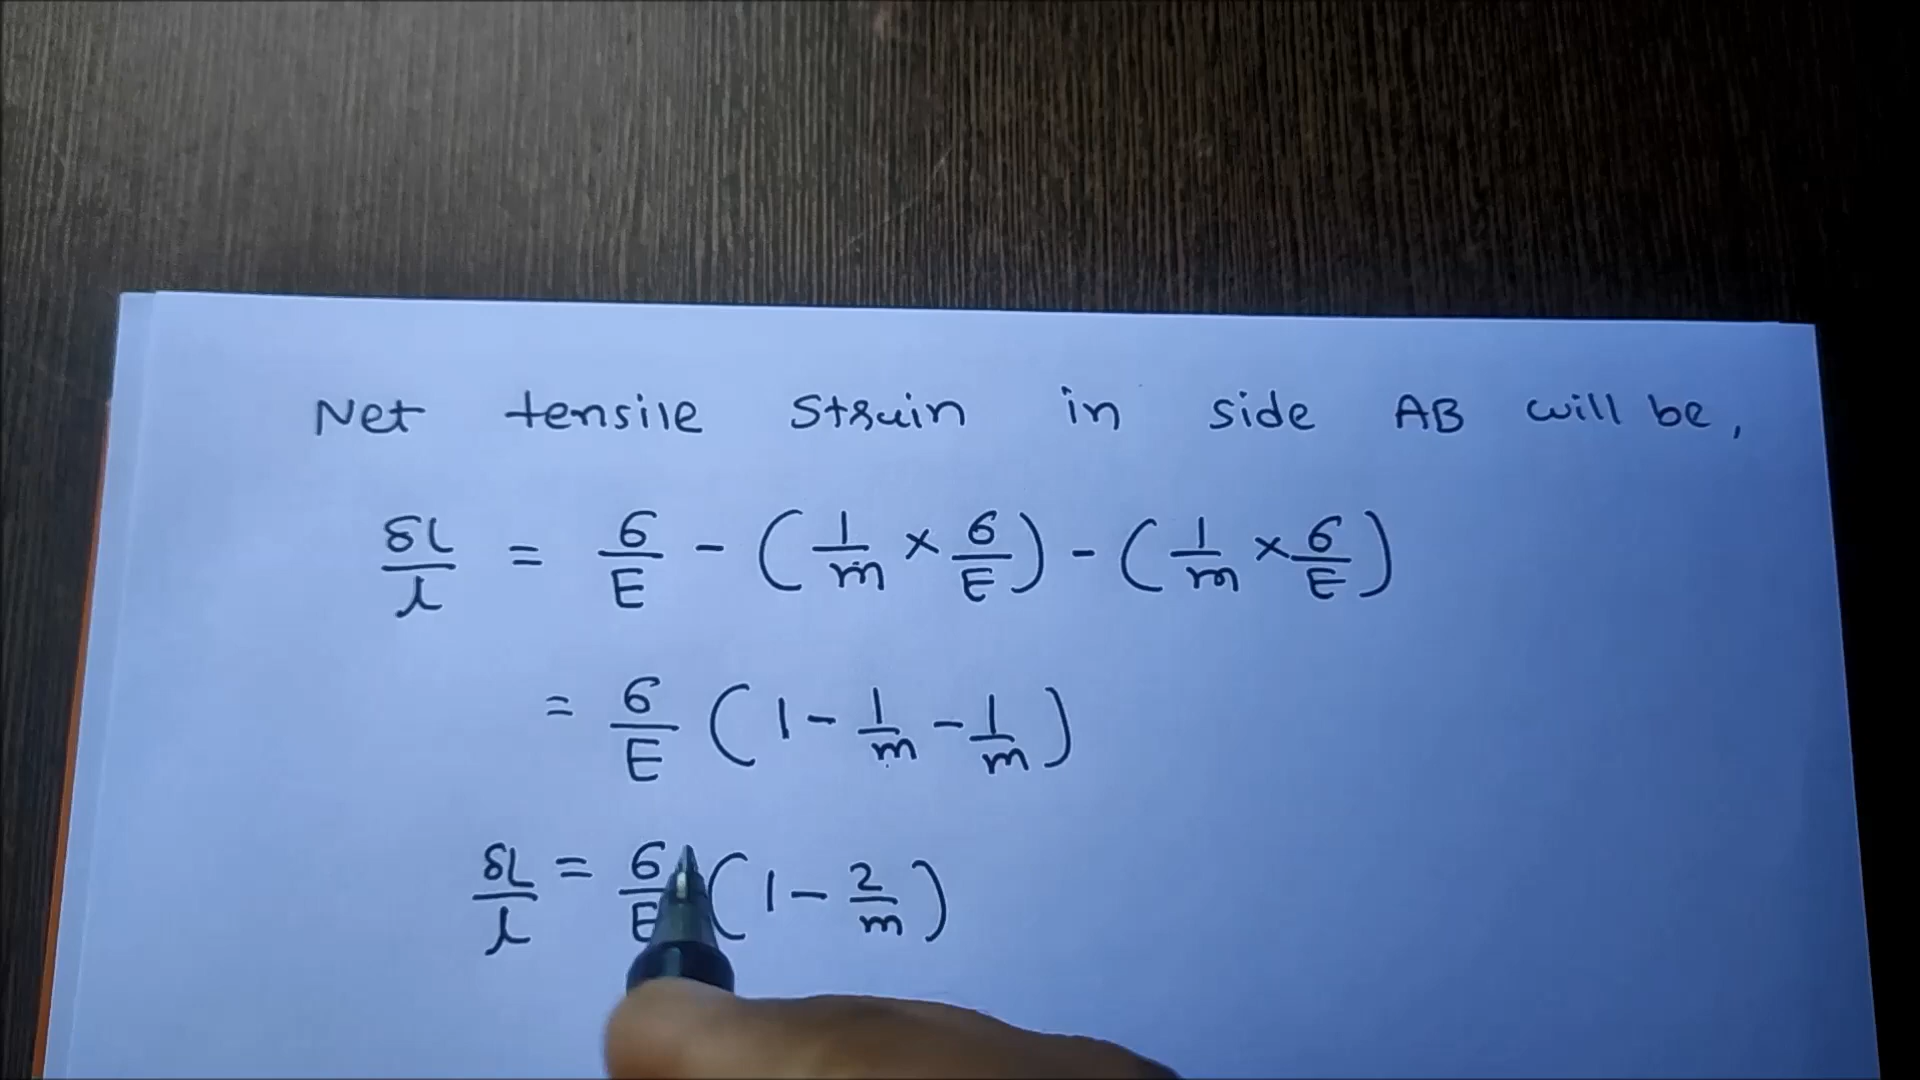 Net tensile strain in side AB will be,
δL/l = σ/E - (1/m × σ/E) - (1/m × σ/E)
= σ/E (1 - 1/m - 1/m)
δL/l = σ/E (1 - 2/m)